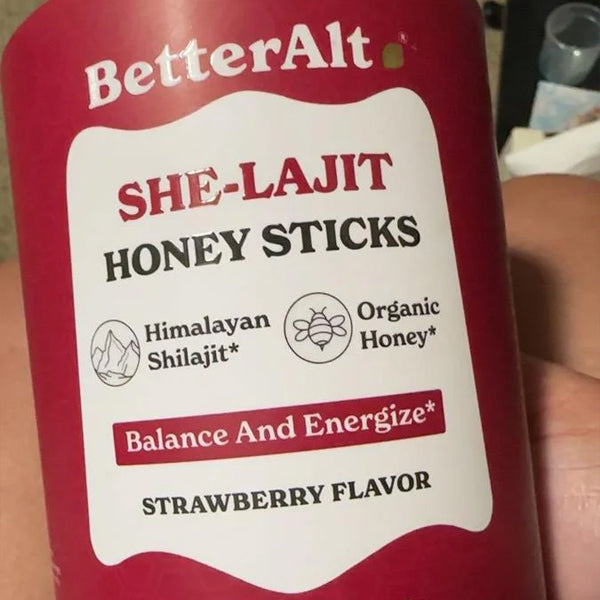 BetterAlt®
SHE-LAJIT
HONEY STICKS
Himalayan
Shilajit*
Organic
Honey*
Balance And Energize*
STRAWBERRY FLAVOR